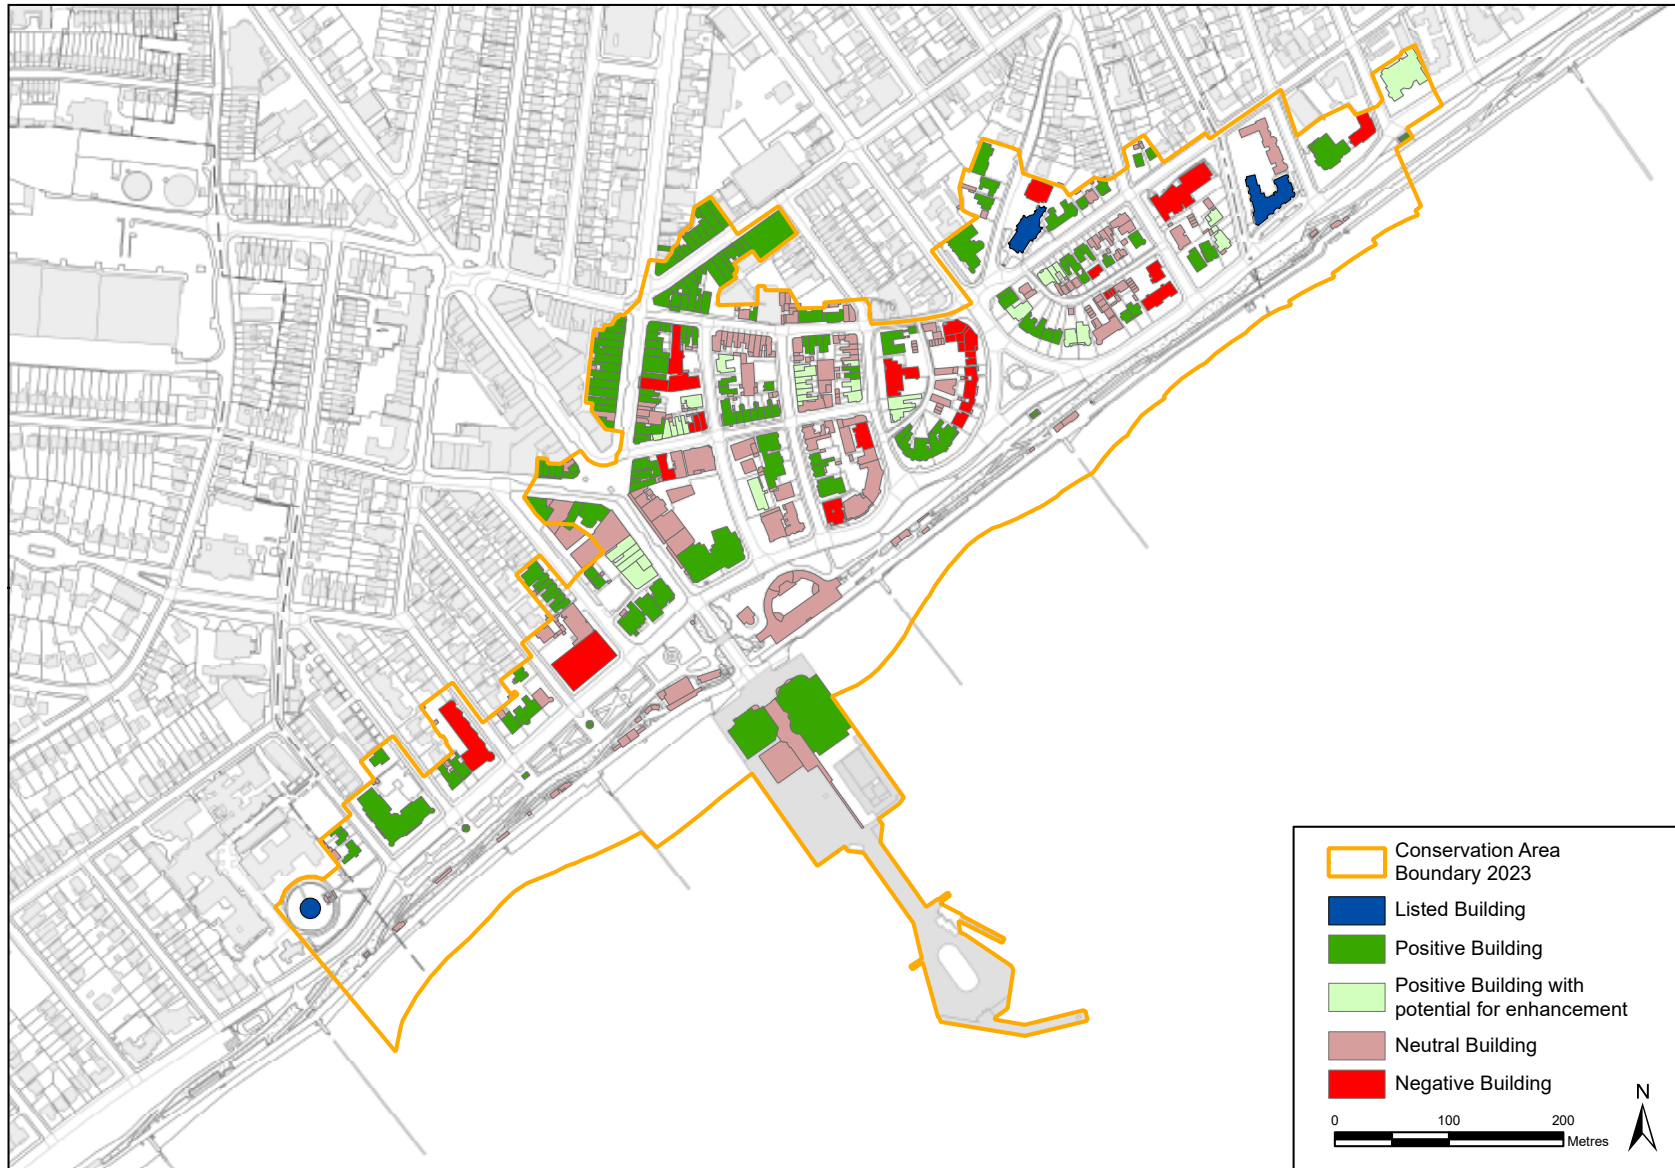 Conservation Area
Boundary 2023
Listed Building
Positive Building
Positive Building with
potential for enhancement
Neutral Building
Negative Building
N
0 100 200
Metres